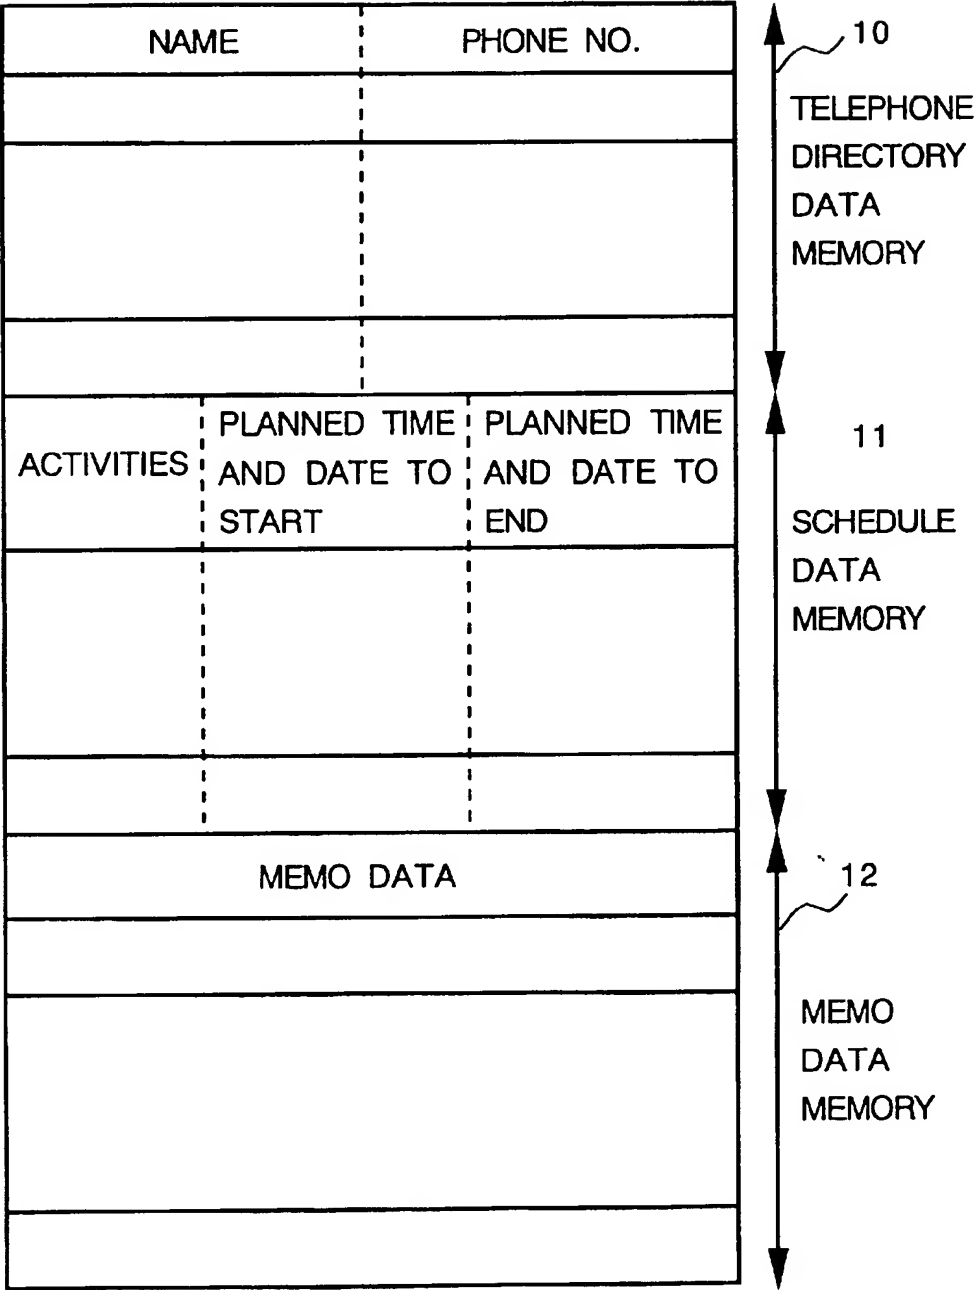 NAME PHONE NO.
10
TELEPHONE
DIRECTORY
DATA
MEMORY
ACTIVITIES
PLANNED TIME
AND DATE TO
START
PLANNED TIME
AND DATE TO
END
11
SCHEDULE
DATA
MEMORY
MEMO DATA
12
MEMO
DATA
MEMORY